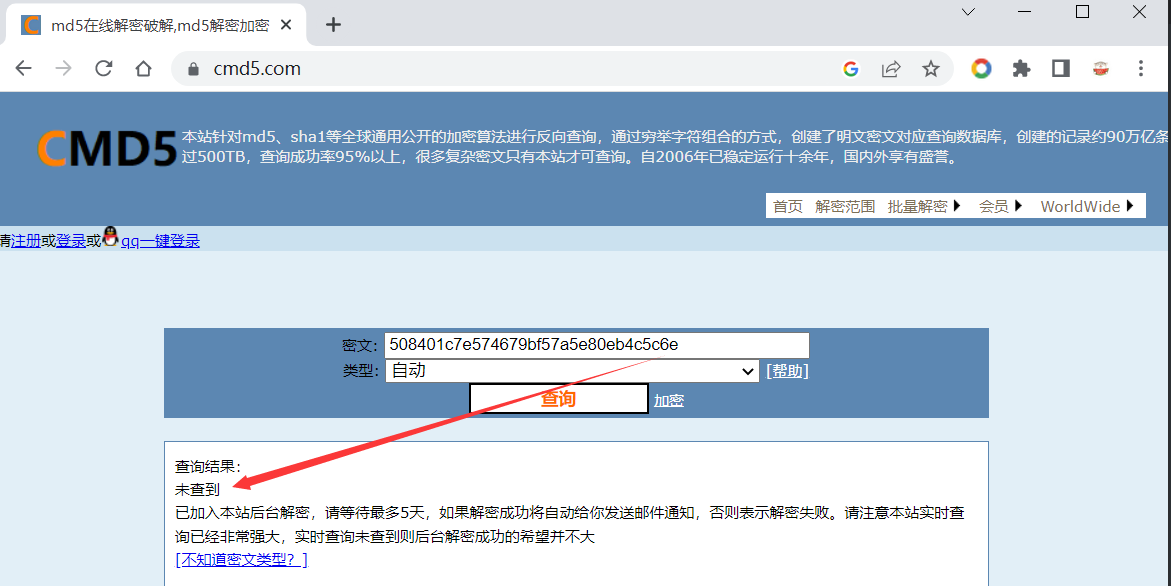 md5在线解密破解,md5解密加密
cmd5.com
CMD5
本站针对md5、sha1等全球通用公开的加密算法进行反向查询，通过穷举字符组合的方式，创建了明文密文对应查询数据库，创建的记录约90万亿条
过500TB，查询成功率95%以上，很多复杂密文只有本站才可查询。自2006年已稳定运行十余年，国内外享有盛誉。
首页 解密范围 批量解密 会员 WorldWide
请注册或登录或qq一键登录
密文： 508401c7e574679bf57a5e80eb4c5c6e
类型： 自动 [帮助]
查询 加密
查询结果：
未查到
已加入本站后台解密，请等待最多5天，如果解密成功将自动给你发送邮件通知，否则表示解密失败。请注意本站实时查
询已经非常强大，实时查询未查到则后台解密成功的希望并不大
[不知道密文类型？]